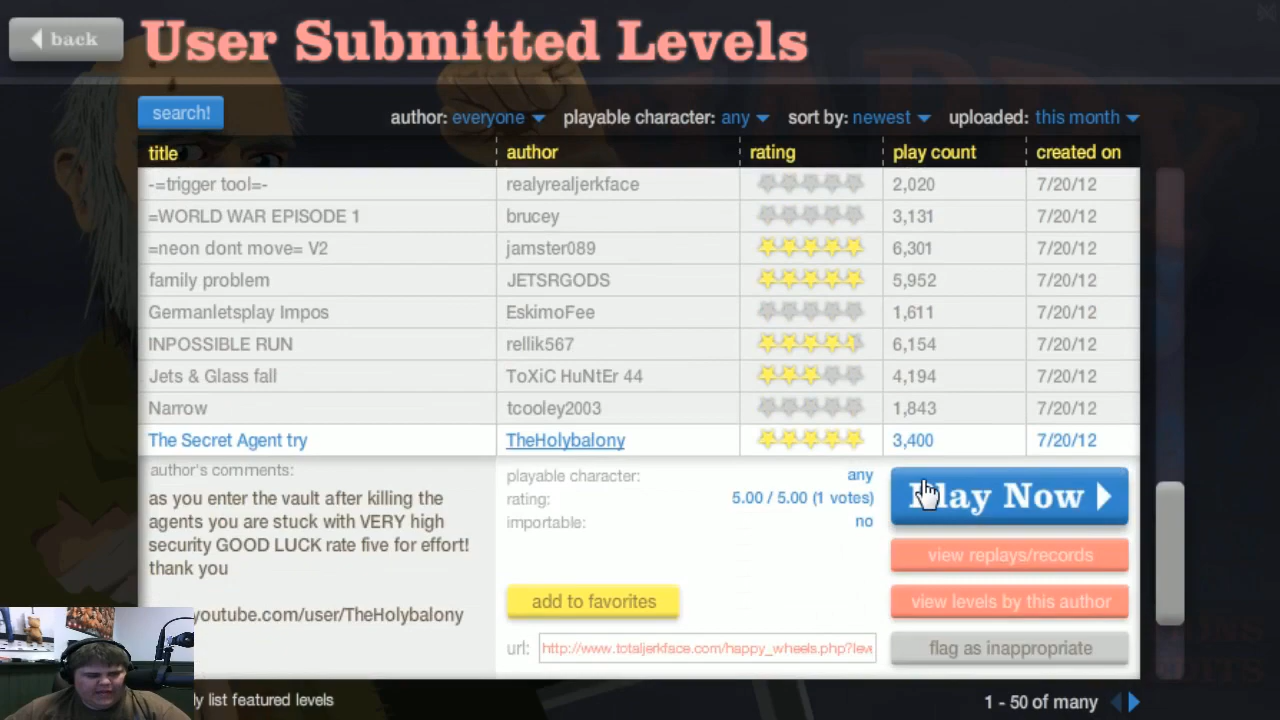 back
User Submitted Levels
search!
author: everyone playable character: any sort by: newest uploaded: this month
title author rating play count created on
-=trigger tool=- realyrealjerkface 2,020 7/20/12
=WORLD WAR EPISODE 1 brucey 3,131 7/20/12
=neon dont move= V2 jamster089 6,301 7/20/12
family problem JETSRGODS 5,952 7/20/12
Germanletsplay Impos EskimoFee 1,611 7/20/12
INPOSSIBLE RUN rellik567 6,154 7/20/12
Jets & Glass fall ToXiC HuNtEr 44 4,194 7/20/12
Narrow tcooley2003 1,843 7/20/12
The Secret Agent try TheHolybalony 3,400 7/20/12
author's comments:
as you enter the vault after killing the
agents you are stuck with VERY high
security GOOD LUCK rate five for effort!
thank you
youtube.com/user/TheHolybalony
playable character: any
rating: 5.00 / 5.00 (1 votes)
importable: no
add to favorites
url: http://www.totaljerkface.com/happy_wheels.php?leve
Play Now
view replays/records
view levels by this author
flag as inappropriate
list featured levels
1 - 50 of many